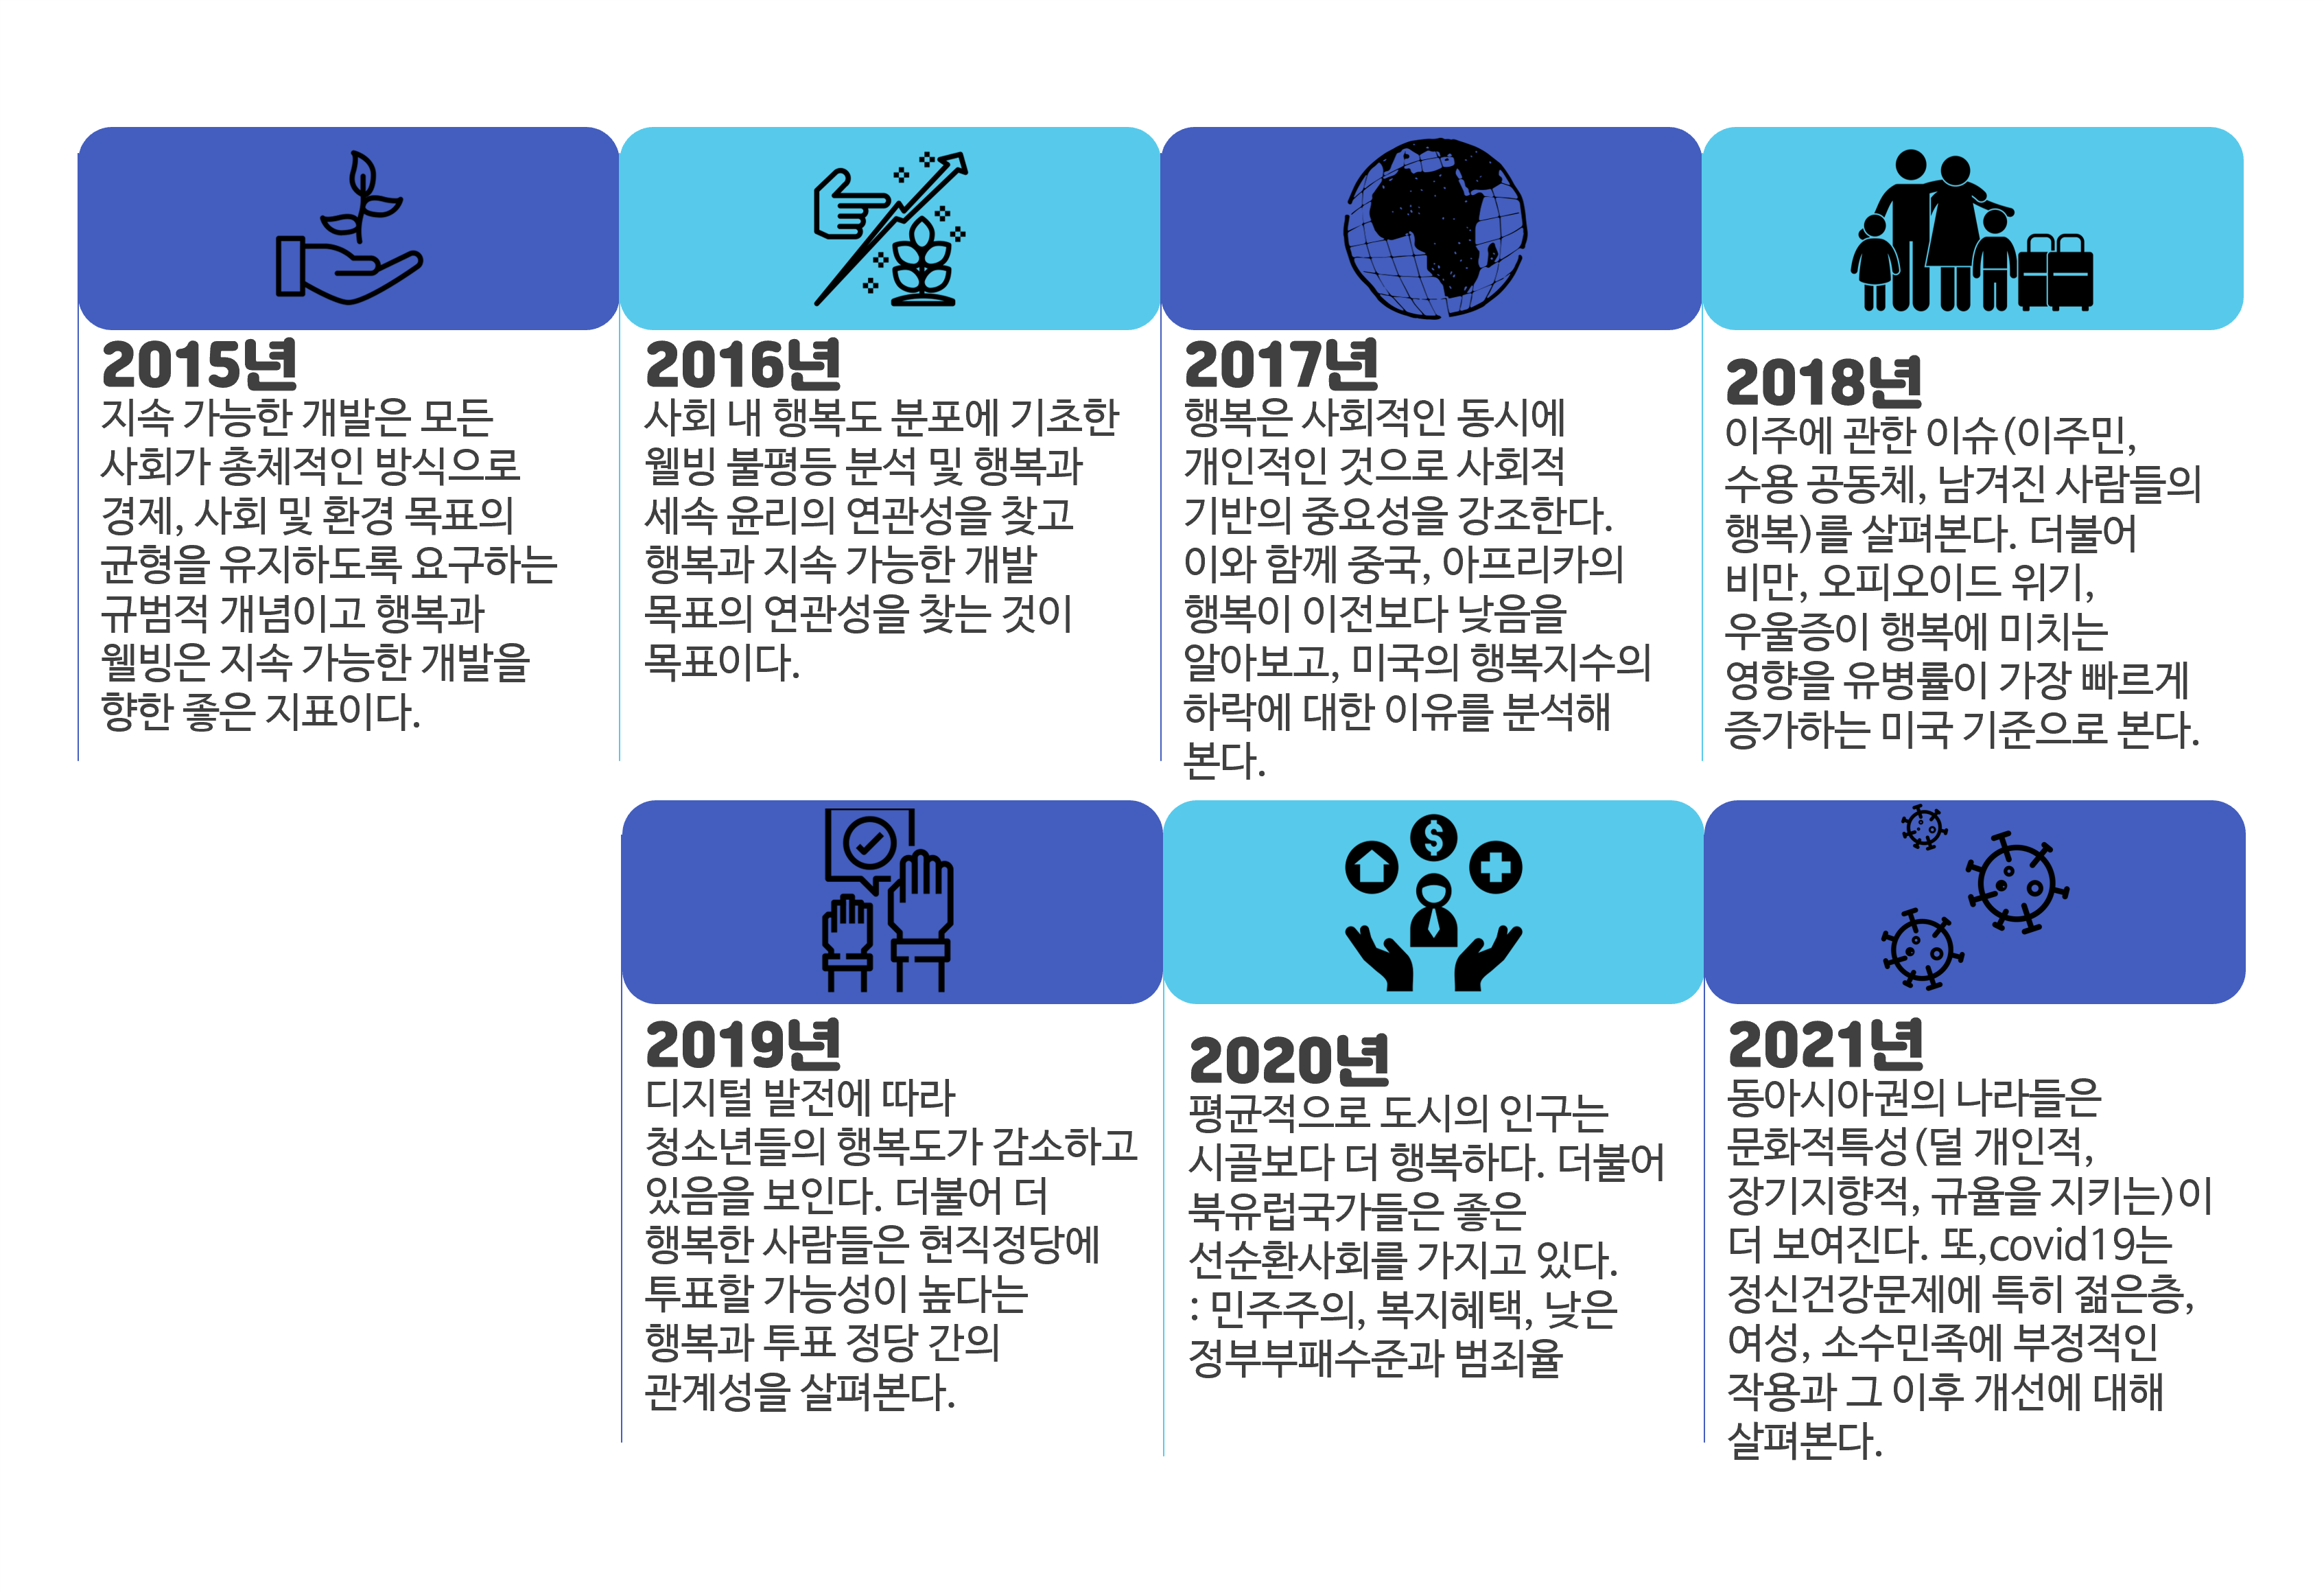 2015년
지속 가능한 개발은 모든
사회가 총체적인 방식으로
경제, 사회 및 환경 목표의
균형을 유지하도록 요구하는
규범적 개념이고 행복과
웰빙은 지속 가능한 개발을
향한 좋은 지표이다.
2016년
사회 내 행복도 분포에 기초한
웰빙 불평등 분석 및 행복과
세속 윤리의 연관성을 찾고
행복과 지속 가능한 개발
목표의 연관성을 찾는 것이
목표이다.
2017년
행복은 사회적인 동시에
개인적인 것으로 사회적
기반의 중요성을 강조한다.
이와 함께 중국, 아프리카의
행복이 이전보다 낮음을
알아보고, 미국의 행복지수의
하락에 대한 이유를 분석해
본다.
2018년
이주에 관한 이슈(이주민,
수용 공동체, 남겨진 사람들의
행복)를 살펴본다. 더불어
비만, 오피오이드 위기,
우울증이 행복에 미치는
영향을 유병률이 가장 빠르게
증가하는 미국 기준으로 본다.
2019년
디지털 발전에 따라
청소년들의 행복도가 감소하고
있음을 보인다. 더불어 더
행복한 사람들은 현직정당에
투표할 가능성이 높다는
행복과 투표 정당 간의
관계성을 살펴본다.
2020년
평균적으로 도시의 인구는
시골보다 더 행복하다. 더불어
북유럽국가들은 좋은
선순환사회를 가지고 있다.
: 민주주의, 복지혜택, 낮은
정부부패수준과 범죄율
2021년
동아시아권의 나라들은
문화적특성(덜 개인적,
장기지향적, 규율을 지키는)이
더 보여진다. 또,covid19는
정신건강문제에 특히 젊은층,
여성, 소수민족에 부정적인
작용과 그 이후 개선에 대해
살펴본다.